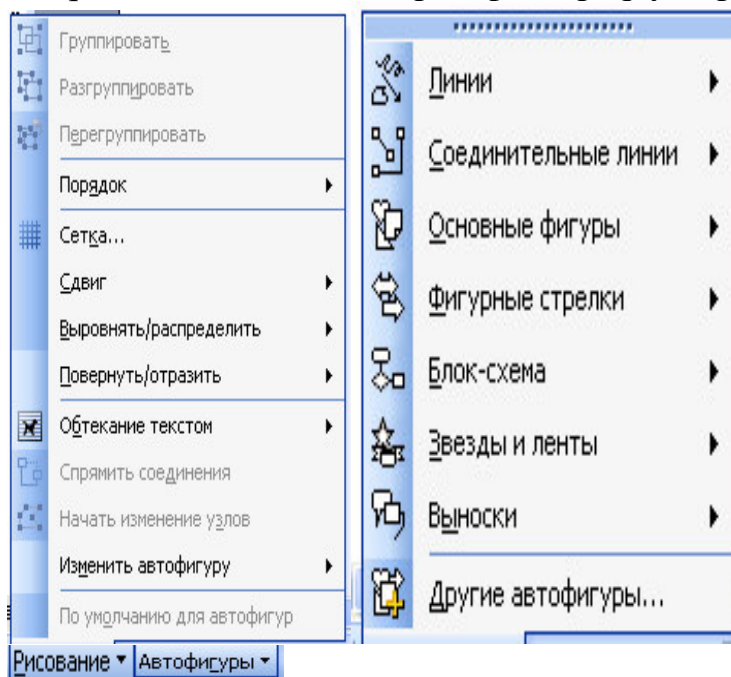 Группировать
Разгруппировать
Перегруппировать
Порядок
Сетка...
Сдвиг
Выровнять/распределить
Повернуть/отразить
Обтекание текстом
Спрямить соединения
Начать изменение узлов
Изменить автофигуру
По умолчанию для автофигур
Линии
Соединительные линии
Основные фигуры
Фигурные стрелки
Блок-схема
Звезды и ленты
Выноски
Другие автофигуры...
Рисование Автофигуры